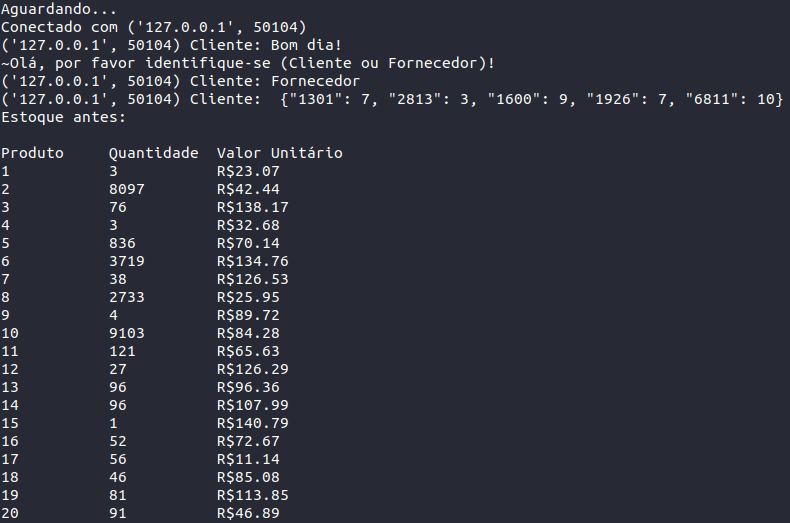 Aguardando...
Conectado com ('127.0.0.1', 50104)
('127.0.0.1', 50104) Cliente: Bom dia!
~Olá, por favor identifique-se (Cliente ou Fornecedor)!
('127.0.0.1', 50104) Cliente: Fornecedor
('127.0.0.1', 50104) Cliente:  {"1301": 7, "2813": 3, "1600": 9, "1926": 7, "6811": 10}
Estoque antes:
Produto     Quantidade  Valor Unitário
1           3           R$23.07
2           8097        R$42.44
3           76          R$138.17
4           3           R$32.68
5           836         R$70.14
6           3719        R$134.76
7           38          R$126.53
8           2733        R$25.95
9           4           R$89.72
10          9103        R$84.28
11          121         R$65.63
12          27          R$126.29
13          96          R$96.36
14          96          R$107.99
15          1           R$140.79
16          52          R$72.67
17          56          R$11.14
18          46          R$85.08
19          81          R$113.85
20          91          R$46.89